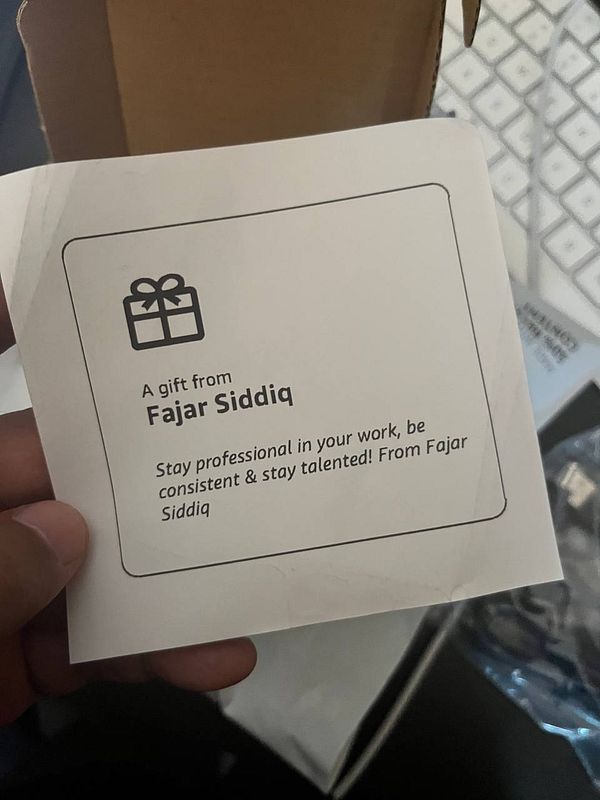 A gift from
Fajar Siddiq
Stay professional in your work, be
consistent & stay talented! From Fajar
Siddiq